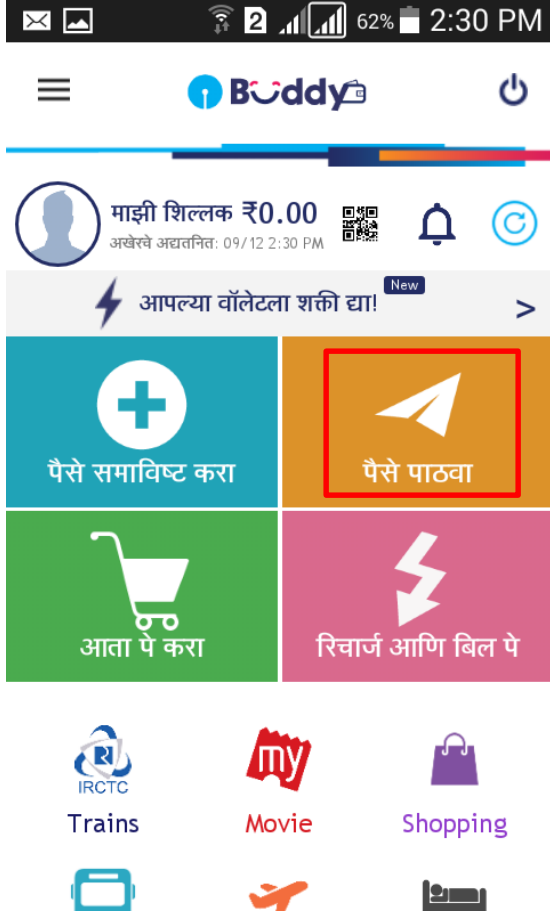 2 62% 2:30 PM
Buddy
माझी शिल्लक ₹0.00
अखेरचे अद्यतनित: 09/12 2:30 PM
आपल्या वॉलेटला शक्ती द्या! New >
पैसे समाविष्ट करा
पैसे पाठवा
आता पे करा
रिचार्ज आणि बिल पे
IRCTC
my
Trains
Movie
Shopping